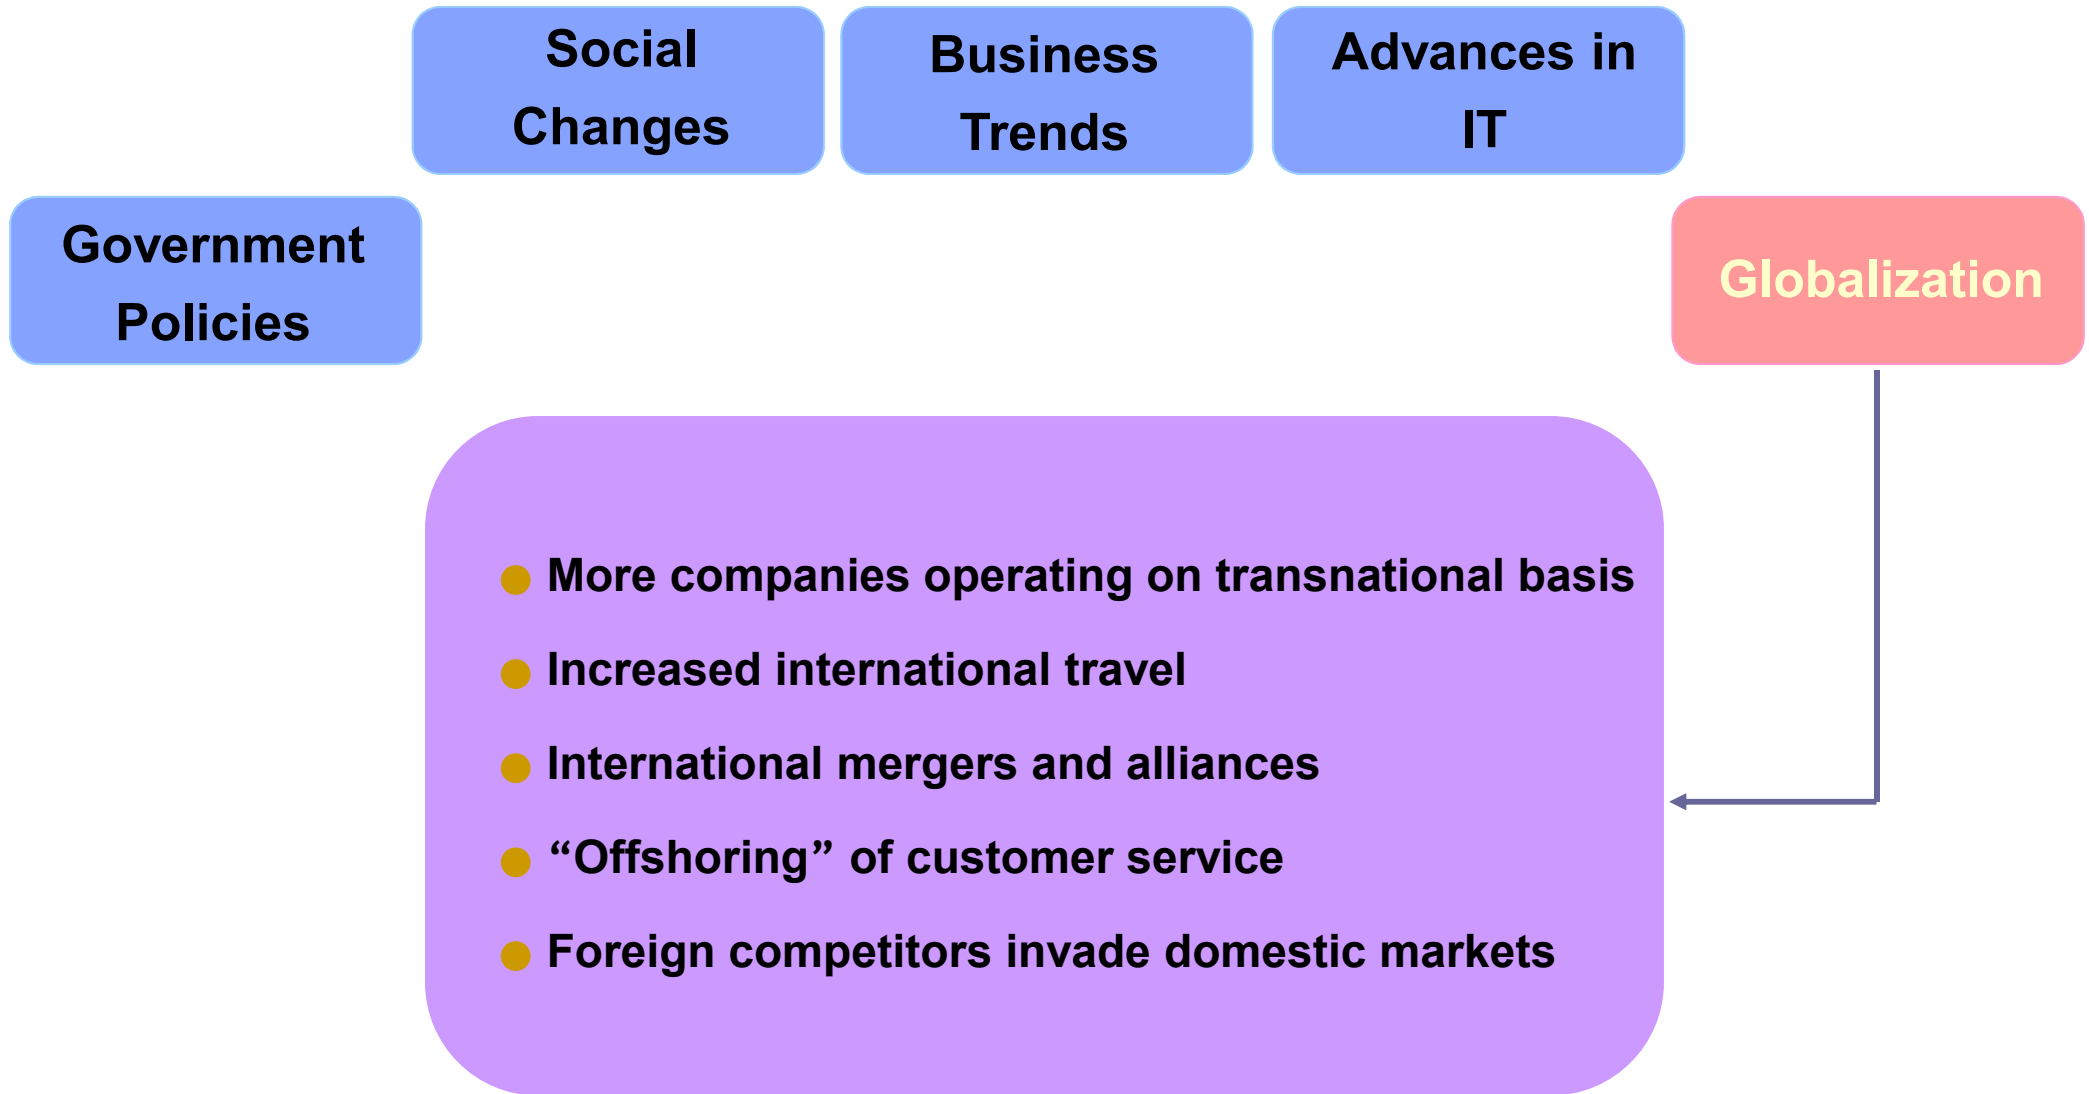 Social
Changes
Business
Trends
Advances in
IT
Government
Policies
Globalization
More companies operating on transnational basis
Increased international travel
International mergers and alliances
“Offshoring” of customer service
Foreign competitors invade domestic markets